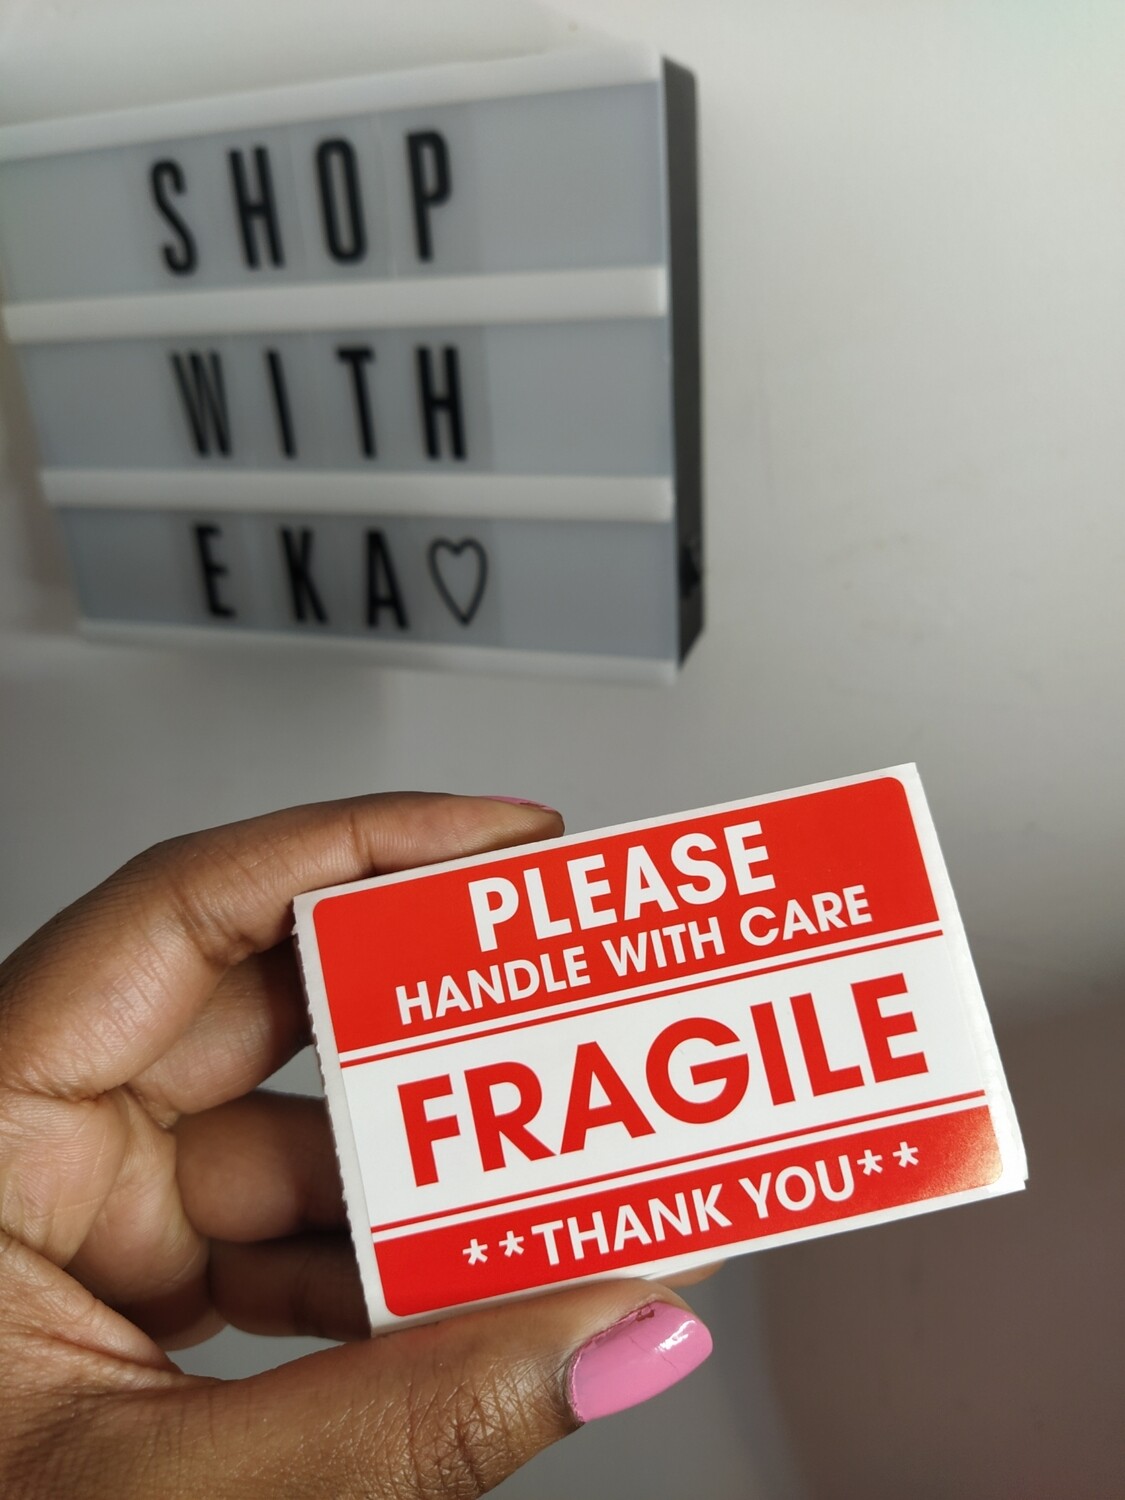 SHOP
WITH
EKA♡
PLEASE
HANDLE WITH CARE
FRAGILE
**THANK YOU**